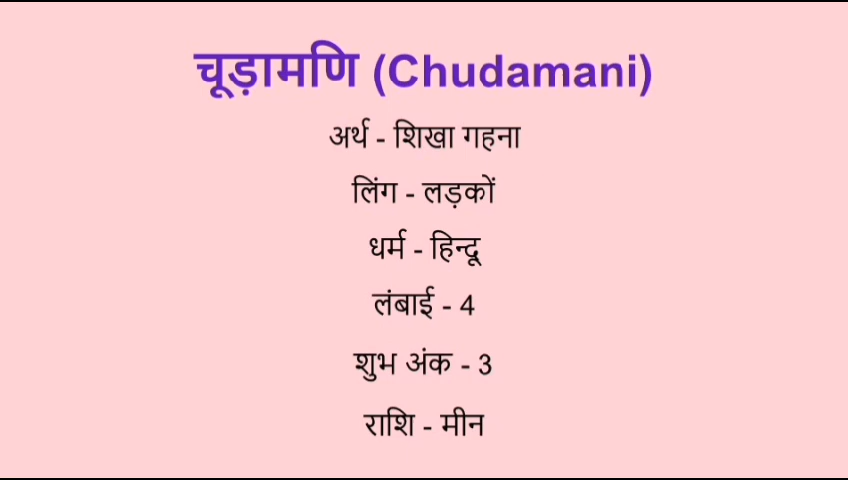 चूड़ामणि (Chudamani)
अर्थ - शिखा गहना
लिंग - लड़कों
धर्म - हिन्दू
लंबाई - 4
शुभ अंक - 3
राशि - मीन